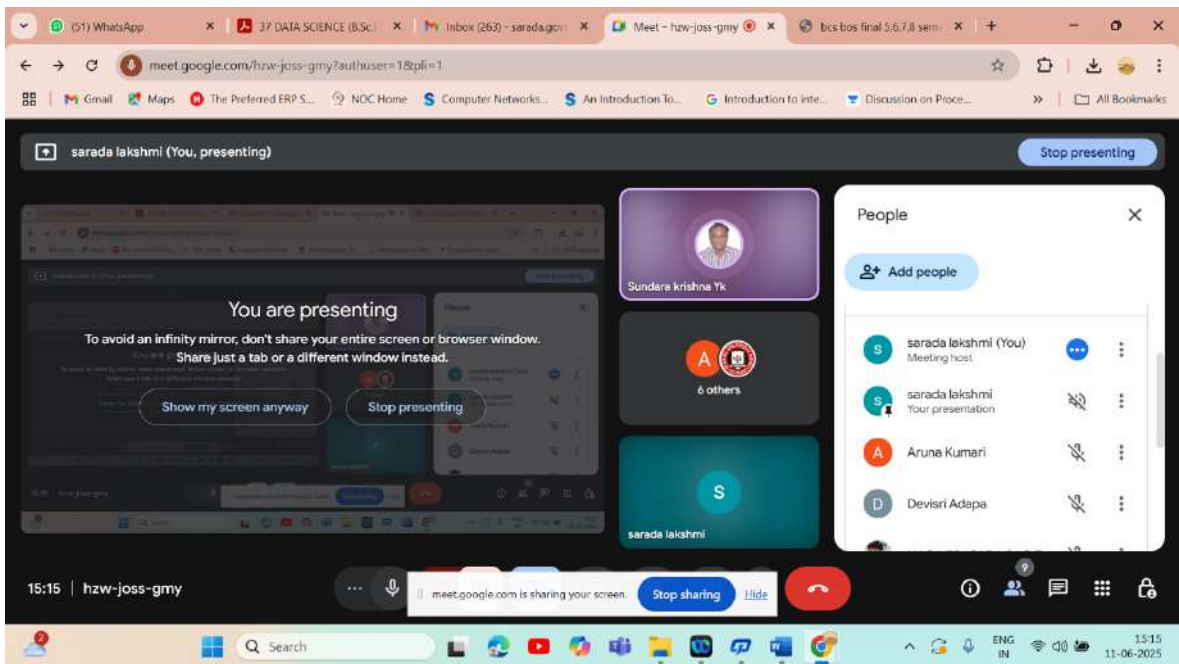 (51) WhatsApp
37 DATA SCIENCE (B.Sc
Inbox (263) - sarada.gov
Meet – hzw-joss-gmy
bcs bos final 5,6,7,8 sem
meet.google.com/hzw-joss-gmy?authuser=1&pli=1
Gmail
Maps
The Preferred ERP S...
NOC Home
Computer Networks...
An Introduction To...
Introduction to inte...
Discussion on Proce...
All Bookmarks
sarada lakshmi (You, presenting)
Stop presenting
You are presenting
To avoid an infinity mirror, don't share your entire screen or browser window.
Share just a tab or a different window instead.
Show my screen anyway
Stop presenting
Sundara krishna Yk
A
6 others
S
sarada lakshmi
People
Add people
S
sarada lakshmi (You)
Meeting host
S
sarada lakshmi
Your presentation
A
Aruna Kumari
D
Devisri Adapa
15:15 | hzw-joss-gmy
meet.google.com is sharing your screen.
Stop sharing
Hide
9
2
Search
ENG
IN
15:15
11-06-2025